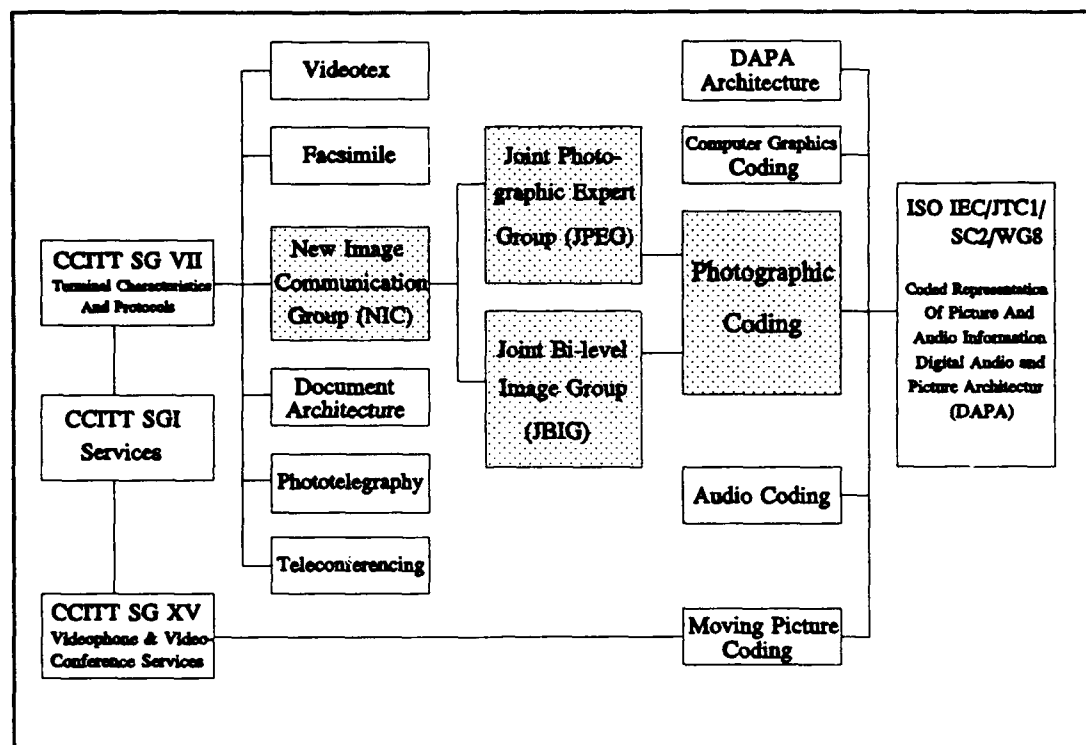 CCITT SG VII
Terminal Characteristics
And Protocols
CCITT SGI
Services
CCITT SG XV
Videophone & Video-
Conference Services
Videotex
Facsimile
New Image
Communication
Group (NIC)
Document
Architecture
Phototelegraphy
Teleconferencing
Joint Photo-
graphic Expert
Group (JPEG)
Joint Bi-level
Image Group
(JBIG)
DAPA
Architecture
Computer Graphics
Coding
Photographic
Coding
Audio Coding
Moving Picture
Coding
ISO IEC/JTC1/
SC2/WG8
Coded Representation
Of Picture And
Audio Information
Digital Audio and
Picture Architectur
(DAPA)